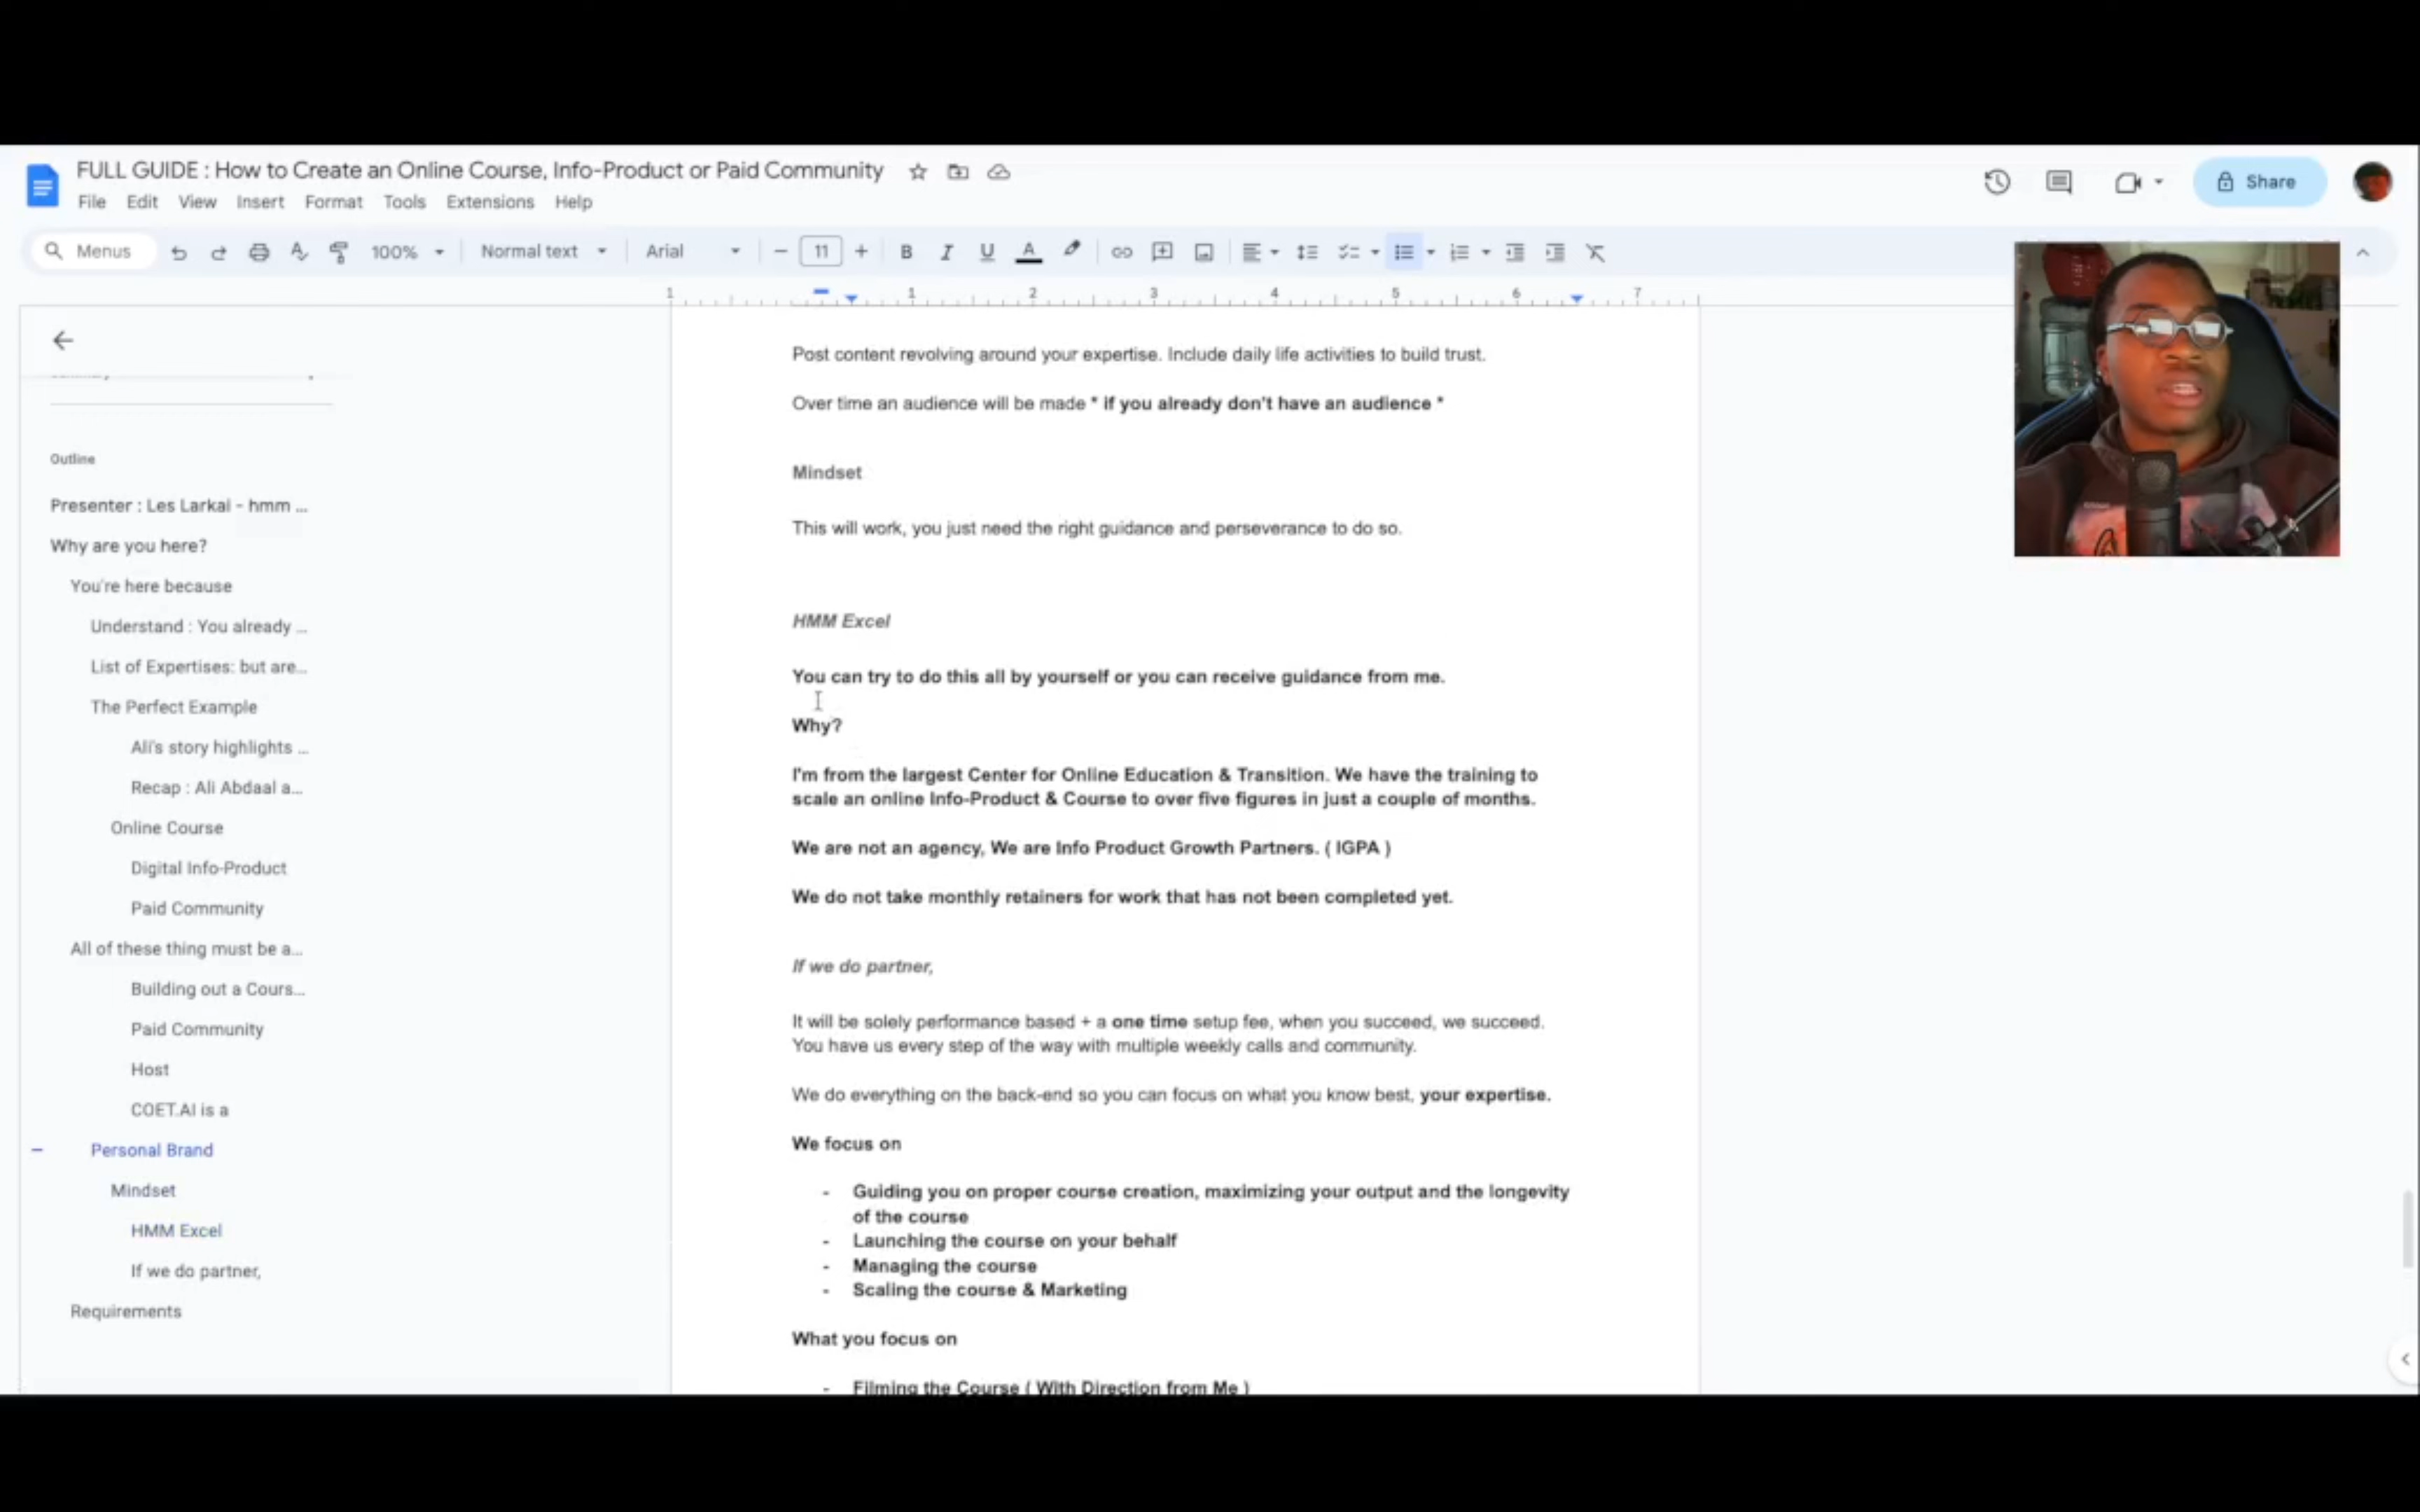 FULL GUIDE : How to Create an Online Course, Info-Product or Paid Community
File Edit View Insert Format Tools Extensions Help
Share
Menus 100% Normal text Arial 11
1 1 2 3 4 5 6 7
Outline
Presenter : Les Larkai - hmm ...
Why are you here?
You're here because
Understand : You already ...
List of Expertises: but are...
The Perfect Example
Ali's story highlights ...
Recap : Ali Abdaal a...
Online Course
Digital Info-Product
Paid Community
All of these thing must be a...
Building out a Cours...
Paid Community
Host
COET.AI is a
Personal Brand
Mindset
HMM Excel
If we do partner,
Requirements
Post content revolving around your expertise. Include daily life activities to build trust.
Over time an audience will be made * if you already don't have an audience *
Mindset
This will work, you just need the right guidance and perseverance to do so.
HMM Excel
You can try to do this all by yourself or you can receive guidance from me.
Why?
I'm from the largest Center for Online Education & Transition. We have the training to
scale an online Info-Product & Course to over five figures in just a couple of months.
We are not an agency, We are Info Product Growth Partners. ( IGPA )
We do not take monthly retainers for work that has not been completed yet.
If we do partner,
It will be solely performance based + a one time setup fee, when you succeed, we succeed.
You have us every step of the way with multiple weekly calls and community.
We do everything on the back-end so you can focus on what you know best, your expertise.
We focus on
- Guiding you on proper course creation, maximizing your output and the longevity
of the course
- Launching the course on your behalf
- Managing the course
- Scaling the course & Marketing
What you focus on
- Filming the Course ( With Direction from Me )